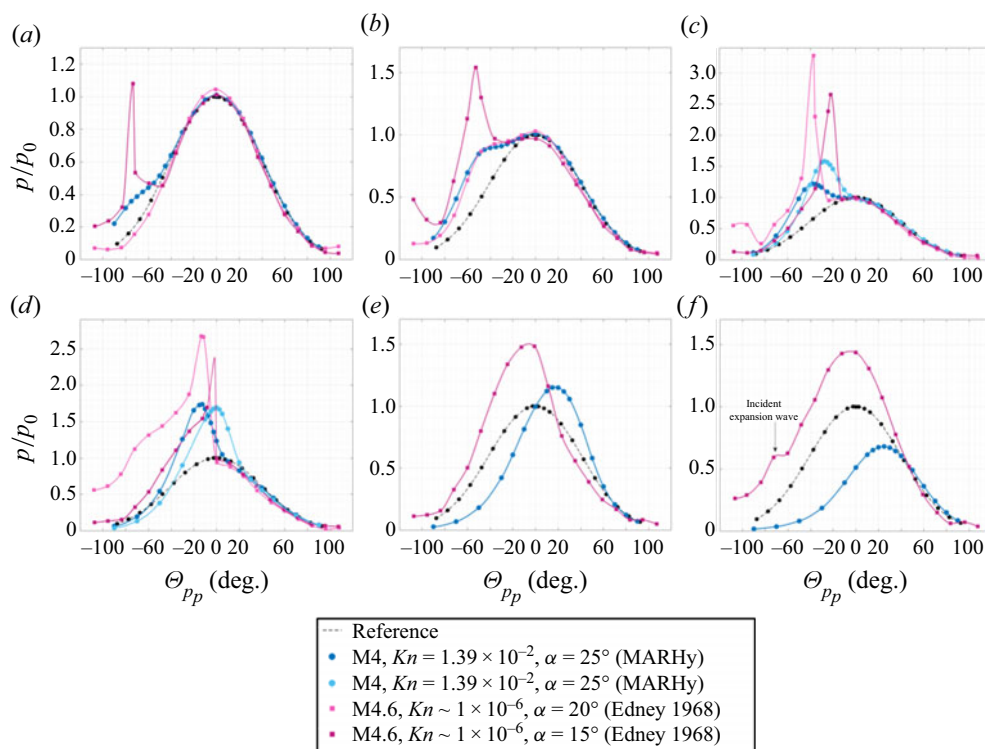 (a)
(b)
(c)
1.2
1.0
0.8
0.6
0.4
0.2
0
p/p0
−100 −60 −20 0 20 60 100
1.5
1.0
0.5
0
−100 −60 −20 0 20 60 100
3.0
2.5
2.0
1.5
1.0
0.5
0
−100 −60 −20 0 20 60 100
(d)
(e)
(f)
2.5
2.0
1.5
1.0
0.5
0
p/p0
−100 −60 −20 0 20 60 100
Θpp (deg.)
1.5
1.0
0.5
0
−100 −60 −20 0 20 60 100
Θpp (deg.)
1.5
1.0
0.5
0
Incident
expansion wave
−100 −60 −20 0 20 60 100
Θpp (deg.)
Reference
M4, Kn = 1.39 × 10−2, α = 25° (MARHy)
M4, Kn = 1.39 × 10−2, α = 25° (MARHy)
M4.6, Kn ~ 1 × 10−6, α = 20° (Edney 1968)
M4.6, Kn ~ 1 × 10−6, α = 15° (Edney 1968)